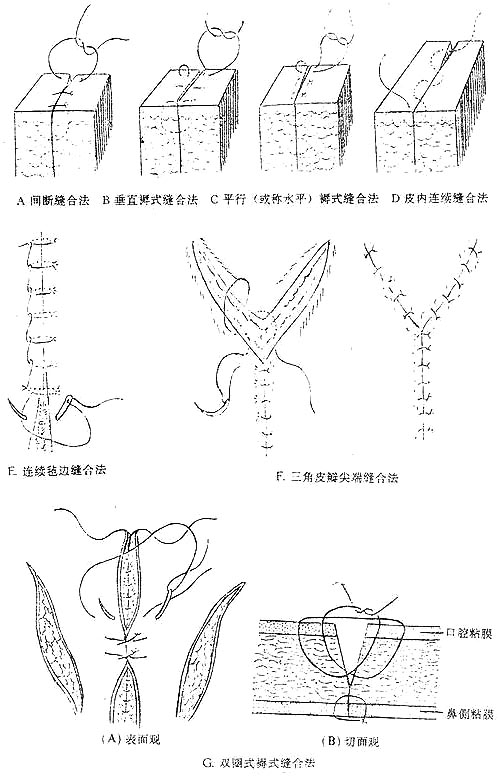 A 间断缝合法 B 垂直褥式缝合法 C 平行（或称水平）褥式缝合法 D 皮内连续缝合法
E. 连续毯边缝合法
F. 三角皮瓣尖端缝合法
口腔粘膜
鼻侧粘膜
(A) 表面观 (B) 切面观
G. 双圈式褥式缝合法